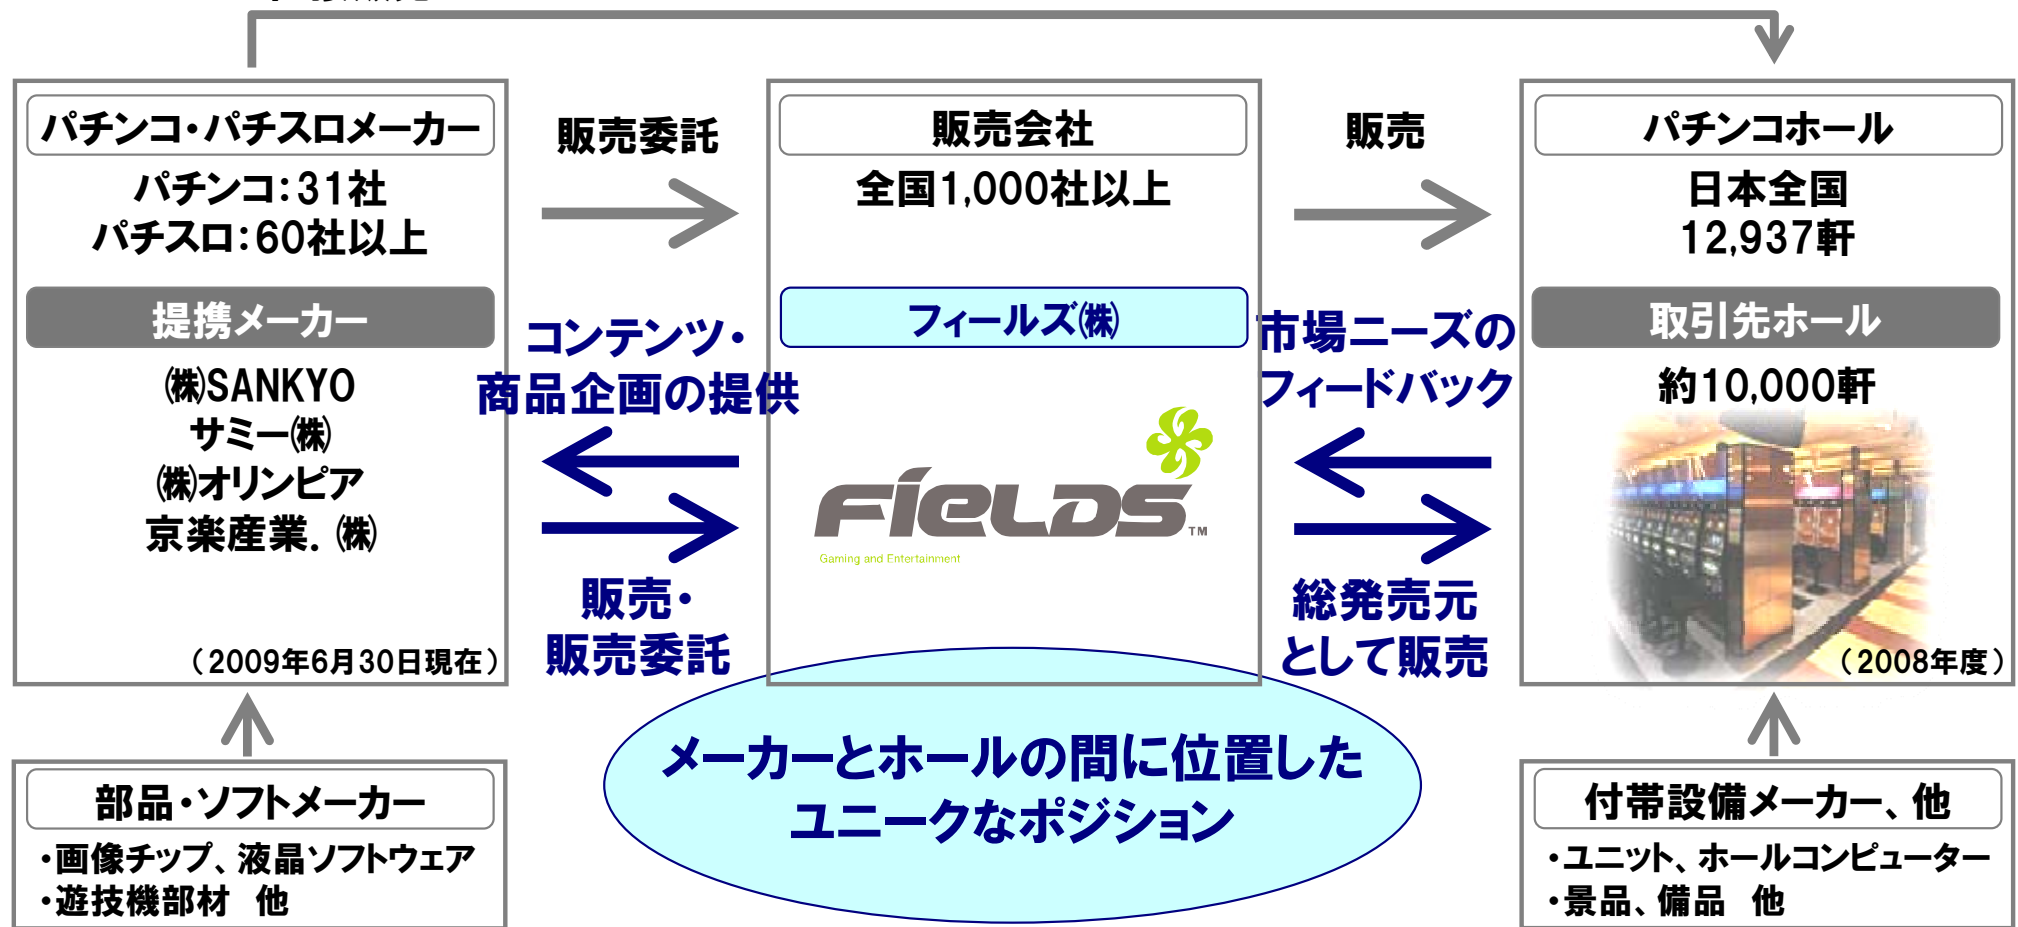 パチンコ・パチスロメーカー
パチンコ：31社
パチスロ：60社以上
提携メーカー
㈱SANKYO
サミー㈱
㈱オリンピア
京楽産業．㈱
（2009年6月30日現在）
販売委託
コンテンツ・
商品企画の提供
販売・
販売委託
販売会社
全国1,000社以上
フィールズ㈱
FIELDS™
Gaming and Entertainment
販売
市場ニーズの
フィードバック
総発売元
として販売
パチンコホール
日本全国
12,937軒
取引先ホール
約10,000軒
（2008年度）
メーカーとホールの間に位置した
ユニークなポジション
部品・ソフトメーカー
・画像チップ、液晶ソフトウェア
・遊技機部材　他
付帯設備メーカー、他
・ユニット、ホールコンピューター
・景品、備品　他